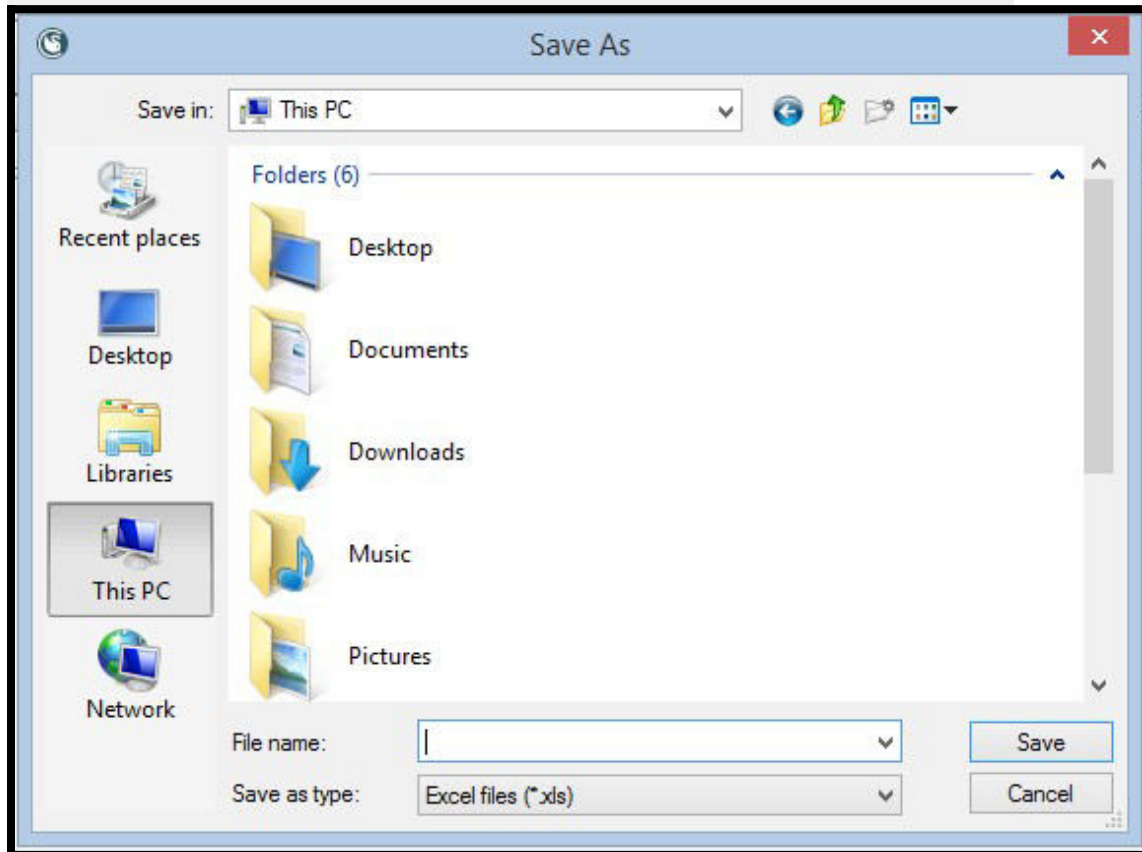 Save As
Save in:
This PC
Recent places
Desktop
Libraries
This PC
Network
Folders (6)
Desktop
Documents
Downloads
Music
Pictures
File name:
Save
Save as type:
Excel files (*.xls)
Cancel